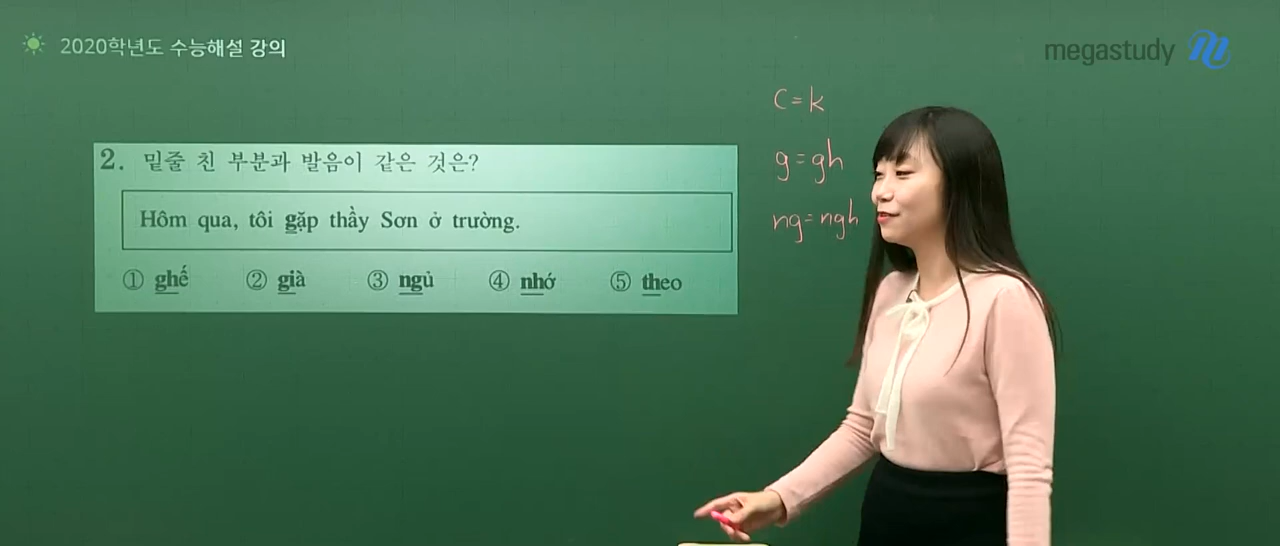 2020학년도 수능해설 강의
megastudy
2. 밑줄 친 부분과 발음이 같은 것은?
Hôm qua, tôi gặp thầy Sơn ở trường.
① ghế ② già ③ ngủ ④ nhớ ⑤ theo
c=k
g=gh
ng=ngh